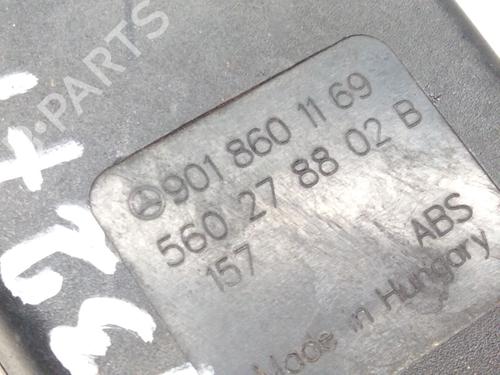 901 860 11 69
560 27 88 02 B
157
ABS
Made in Hungary
PARTS